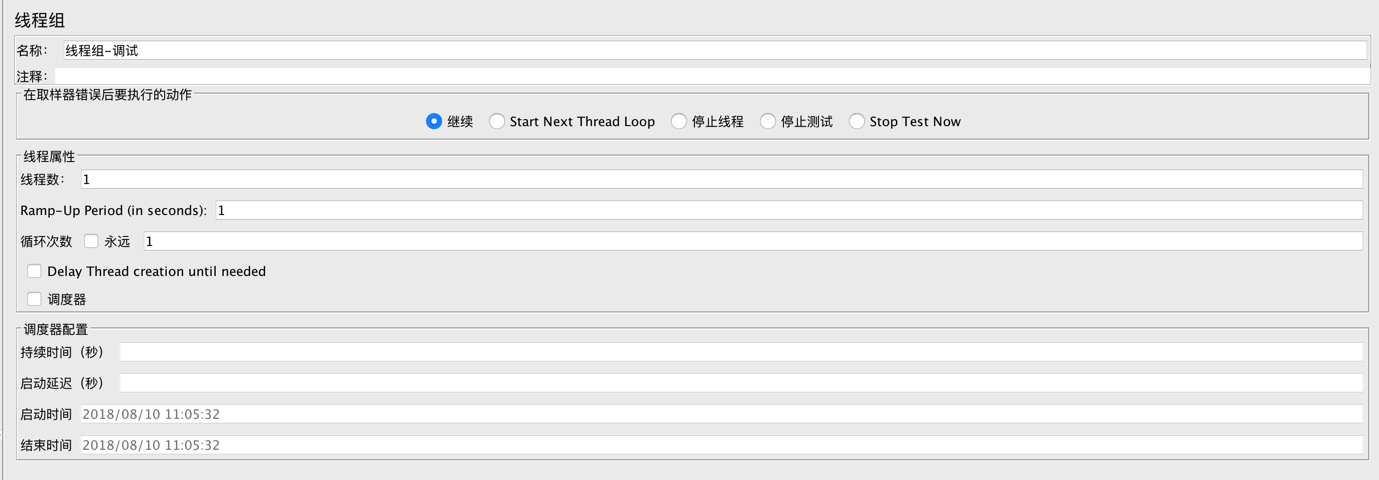 线程组
名称： 线程组-调试
注释：
在取样器错误后要执行的动作
继续 Start Next Thread Loop 停止线程 停止测试 Stop Test Now
线程属性
线程数： 1
Ramp-Up Period (in seconds): 1
循环次数 永远 1
Delay Thread creation until needed
调度器
调度器配置
持续时间（秒）
启动延迟（秒）
启动时间 2018/08/10 11:05:32
结束时间 2018/08/10 11:05:32